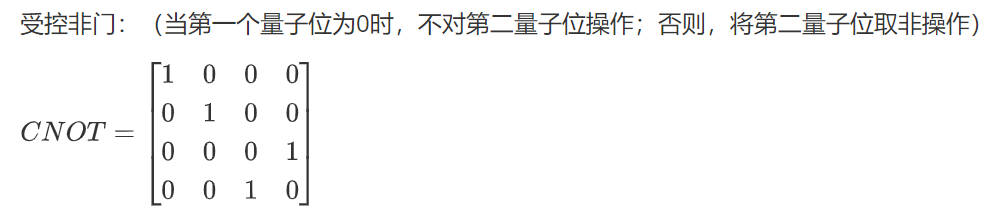 受控非门：（当第一个量子位为0时，不对第二量子位操作；否则，将第二量子位取非操作）
CNOT = 
[1 0 0 0]
[0 1 0 0]
[0 0 0 1]
[0 0 1 0]